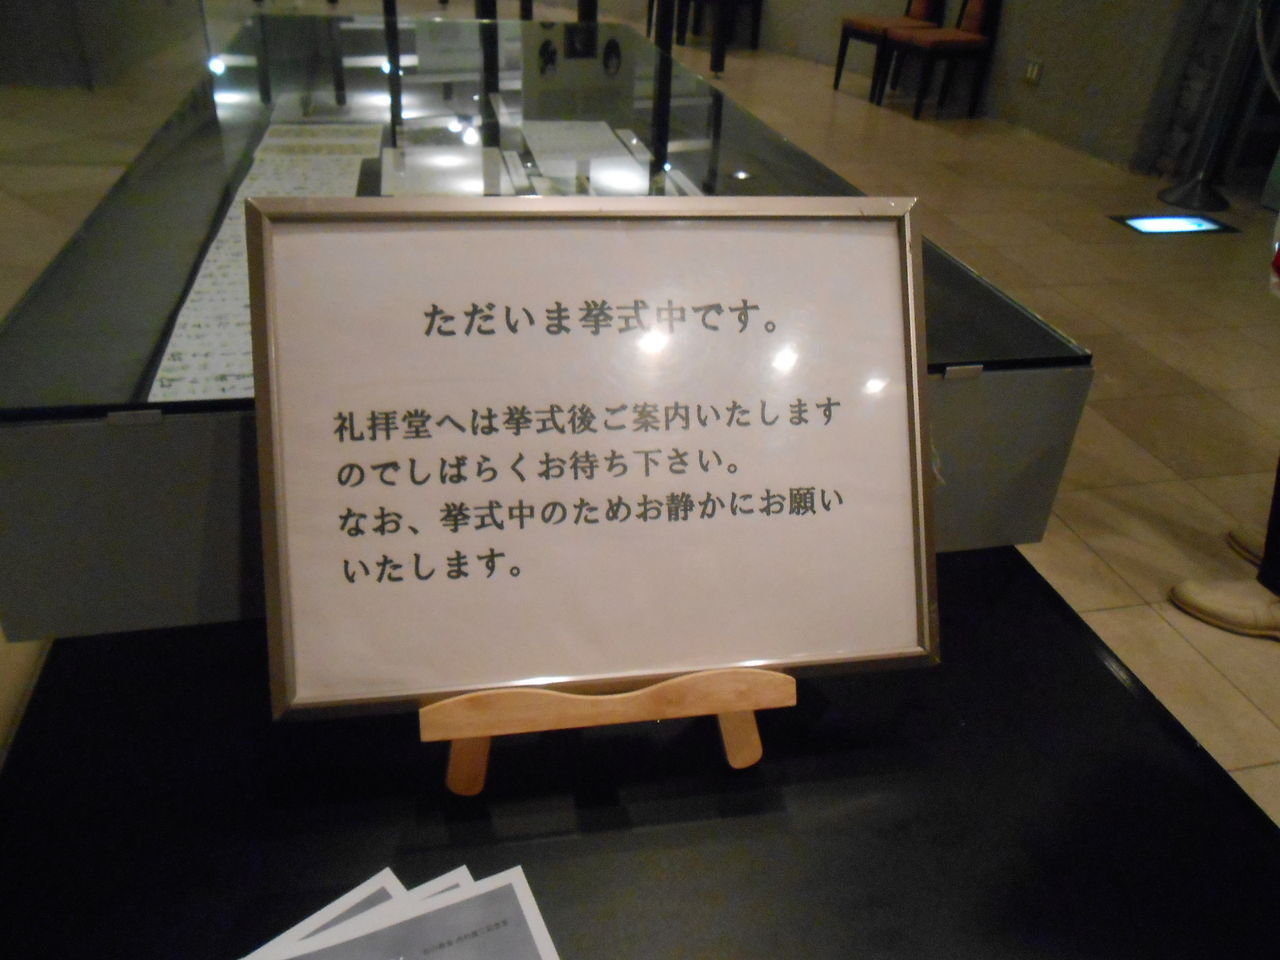 ただいま挙式中です。
礼拝堂へは挙式後ご案内いたします
のでしばらくお待ち下さい。
なお、挙式中のためお静かにお願い
いたします。